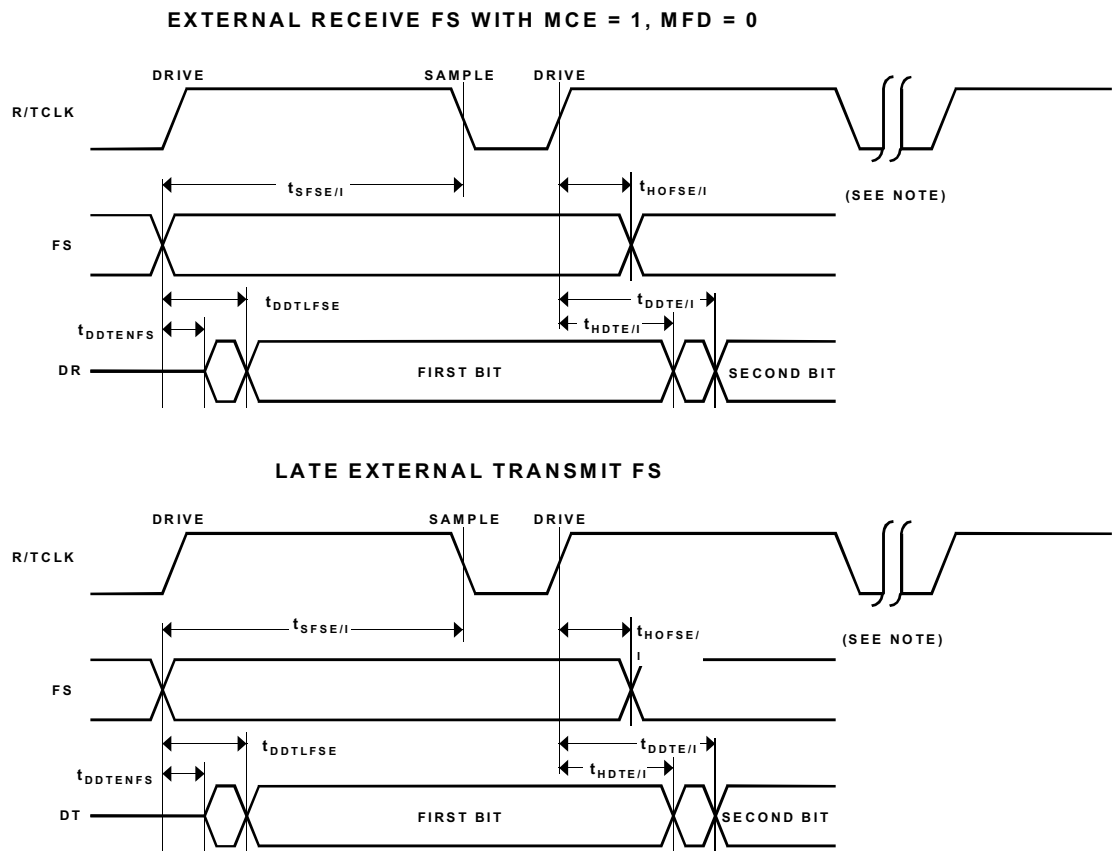 EXTERNAL RECEIVE FS WITH MCE = 1, MFD = 0
DRIVE SAMPLE DRIVE
R/TCLK
tSFSE/I tHOFSE/I
(SEE NOTE)
FS
tDDTLFSE tDDTE/I
tDDTENFS tHDTE/I
DR FIRST BIT SECOND BIT
LATE EXTERNAL TRANSMIT FS
DRIVE SAMPLE DRIVE
R/TCLK
tSFSE/I tHOFSE/
I
(SEE NOTE)
FS
tDDTLFSE tDDTE/I
tDDTENFS tHDTE/I
DT FIRST BIT SECOND BIT